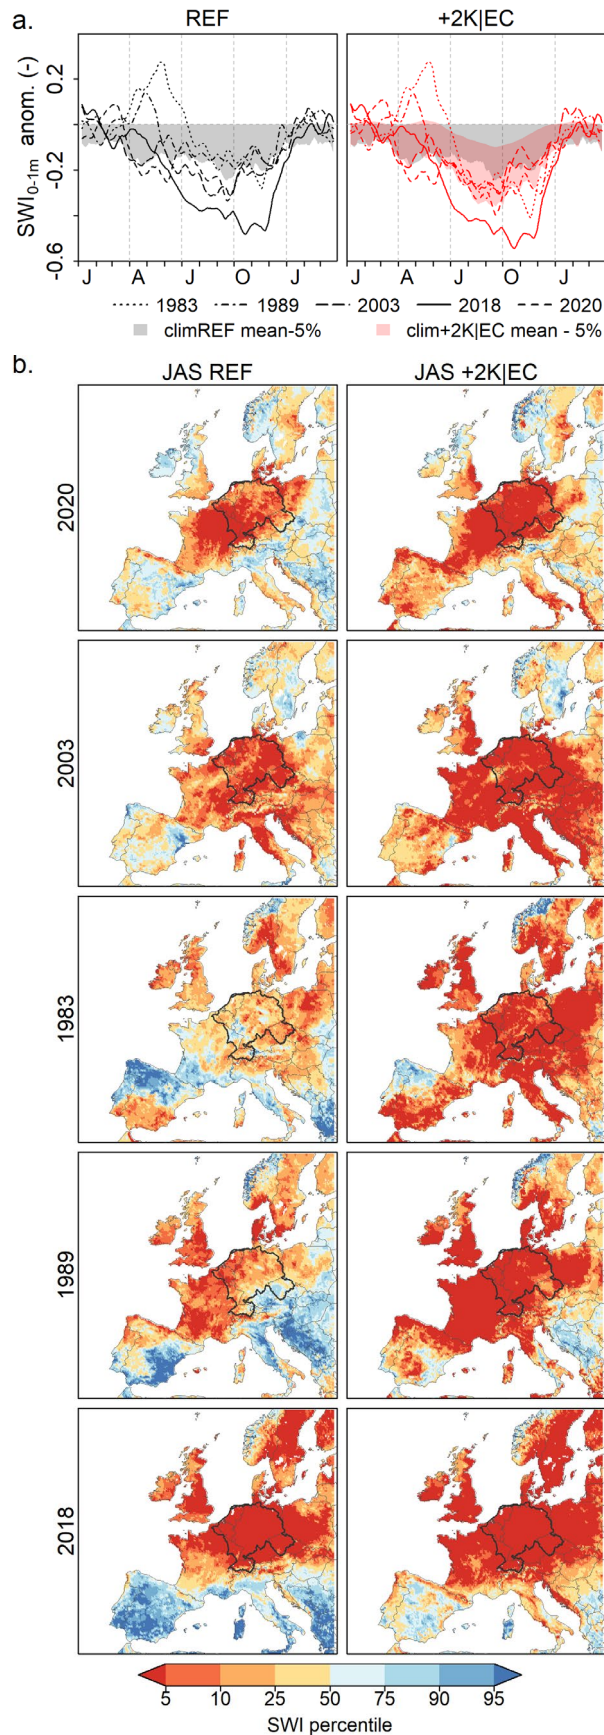 a.
REF
+2K|EC
SWI0-1m anom. (-)
0.2
-0.2
-0.6
J A J O J
J A J O J
1983 1989 2003 2018 2020
climREF mean-5%
clim+2K|EC mean - 5%
b.
JAS REF
JAS +2K|EC
2020
2003
1983
1989
2018
5 10 25 50 75 90 95
SWI percentile